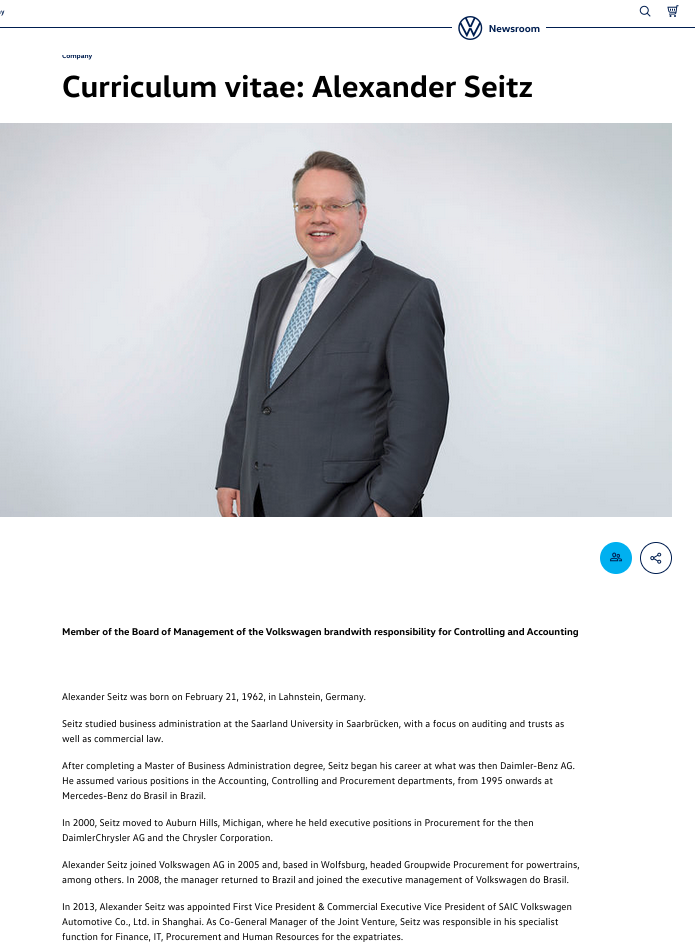 Newsroom
Company
Curriculum vitae: Alexander Seitz
Member of the Board of Management of the Volkswagen brandwith responsibility for Controlling and Accounting
Alexander Seitz was born on February 21, 1962, in Lahnstein, Germany.
Seitz studied business administration at the Saarland University in Saarbrücken, with a focus on auditing and trusts as
well as commercial law.
After completing a Master of Business Administration degree, Seitz began his career at what was then Daimler-Benz AG.
He assumed various positions in the Accounting, Controlling and Procurement departments, from 1995 onwards at
Mercedes-Benz do Brasil in Brazil.
In 2000, Seitz moved to Auburn Hills, Michigan, where he held executive positions in Procurement for the then
DaimlerChrysler AG and the Chrysler Corporation.
Alexander Seitz joined Volkswagen AG in 2005 and, based in Wolfsburg, headed Groupwide Procurement for powertrains,
among others. In 2008, the manager returned to Brazil and joined the executive management of Volkswagen do Brasil.
In 2013, Alexander Seitz was appointed First Vice President & Commercial Executive Vice President of SAIC Volkswagen
Automotive Co., Ltd. in Shanghai. As Co-General Manager of the Joint Venture, Seitz was responsible in his specialist
function for Finance, IT, Procurement and Human Resources for the expatriates.